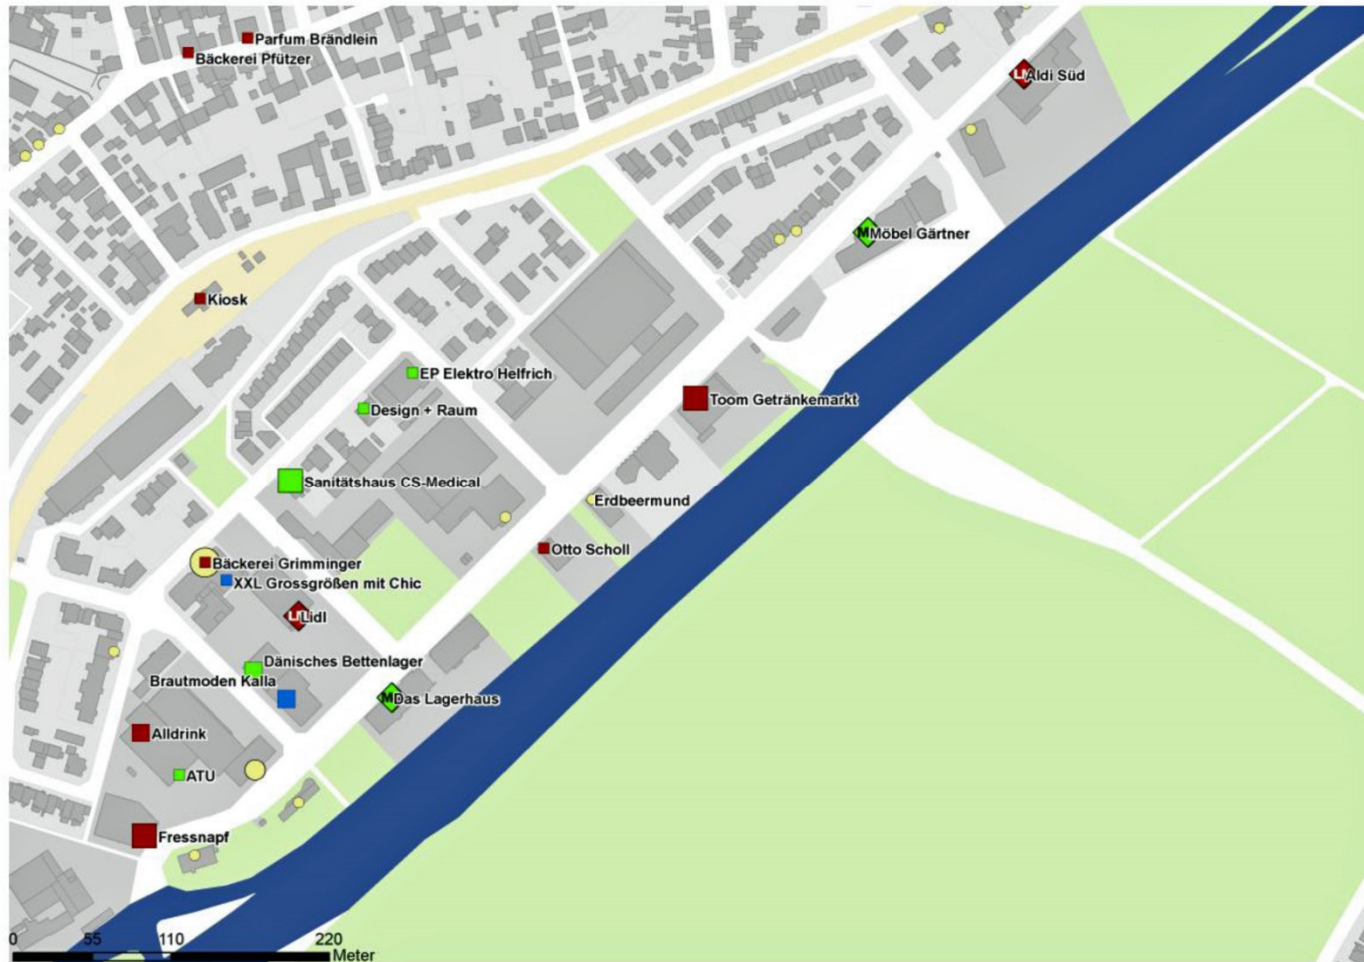 Parfum Brändlein
Bäckerei Pfützer
L Aldi Süd
M Möbel Gärtner
Kiosk
EP Elektro Helfrich
Design + Raum
Toom Getränkemarkt
Sanitätshaus CS-Medical
Erdbeermund
Otto Scholl
Bäckerei Grimminger
XXL Grossgrößen mit Chic
L Lidl
Dänisches Bettenlager
Brautmoden Kalla
M Das Lagerhaus
Alldrink
ATU
Fressnapf
0 55 110 220
Meter